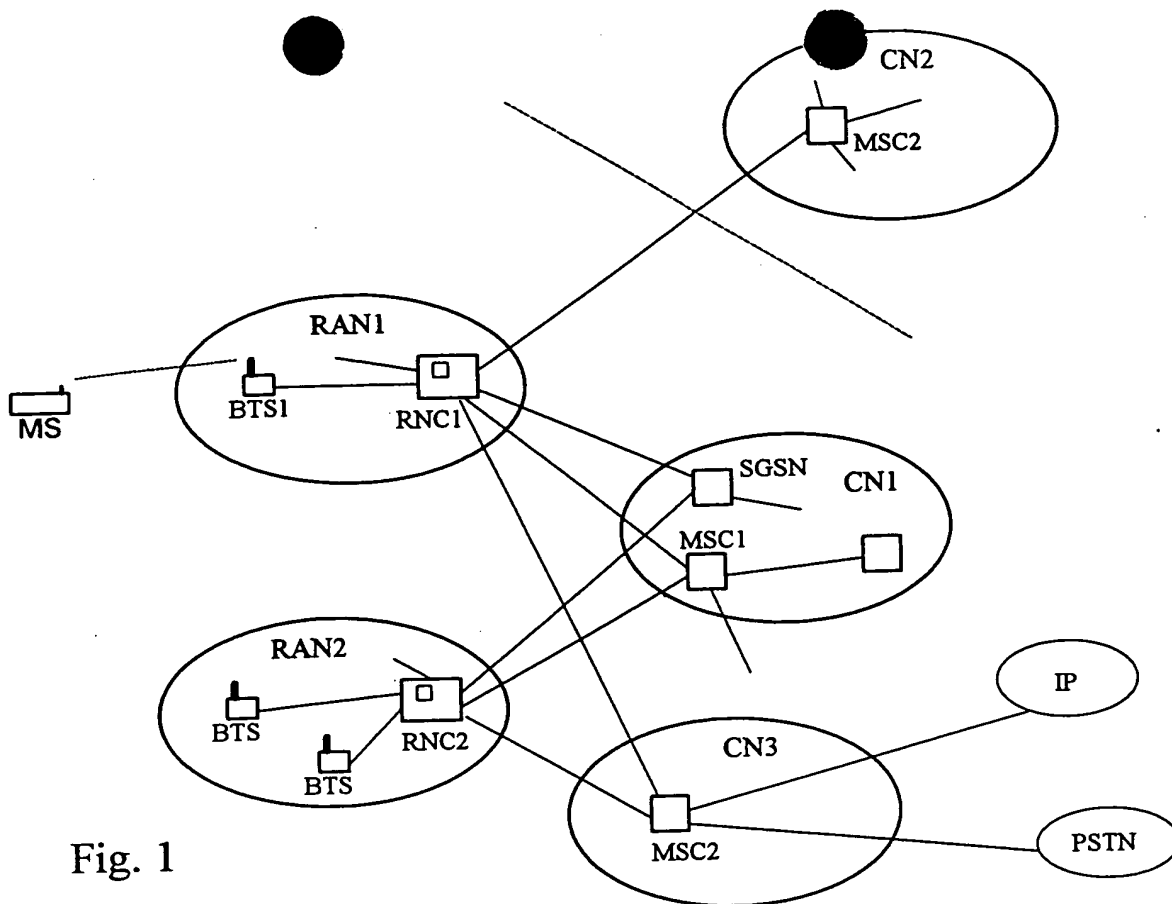 CN2
MSC2
RAN1
BTS1
RNC1
MS
SGSN
CN1
MSC1
RAN2
BTS
RNC2
BTS
IP
CN3
MSC2
PSTN
Fig. 1